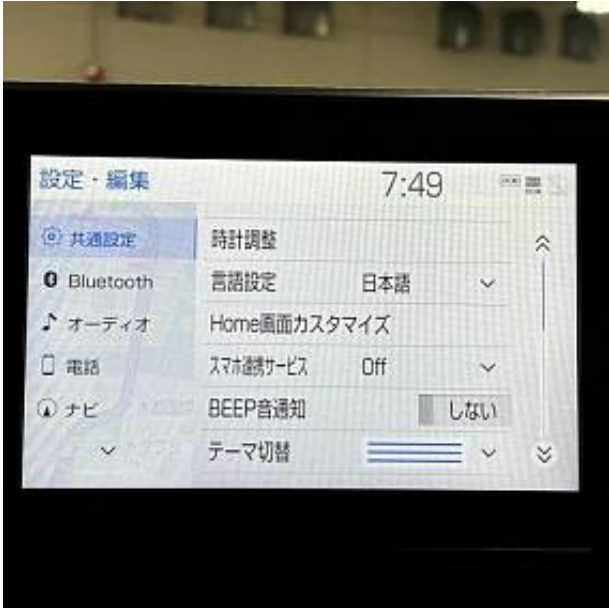 設定・編集
7:49
共通設定
Bluetooth
オーディオ
電話
ナビ
時計調整
言語設定 日本語
Home画面カスタマイズ
スマホ連携サービス Off
BEEP音通知 しない
テーマ切替